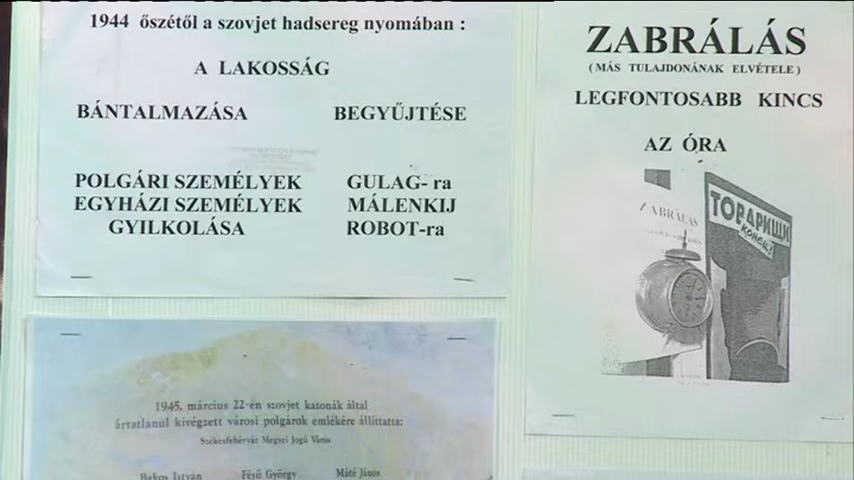 1944 őszétől a szovjet hadsereg nyomában :
A LAKOSSÁG
BÁNTALMAZÁSA BEGYŰJTÉSE
POLGÁRI SZEMÉLYEK GULAG- ra
EGYHÁZI SZEMÉLYEK MÁLENKIJ
GYILKOLÁSA ROBOT-ra
ZABRÁLÁS
( MÁS TULAJDONÁNAK ELVÉTELE )
LEGFONTOSABB KINCS
AZ ÓRA
ZABRÁLÁS
ТОВАРИЩИ
КОНЕЦ!
1945. március 22-én szovjet katonák által
ártatlanul kivégzett városi polgárok emlékére állíttatta:
Székesfehérvár Megyei Jogú Város
Bakos István Fésű György Máté János